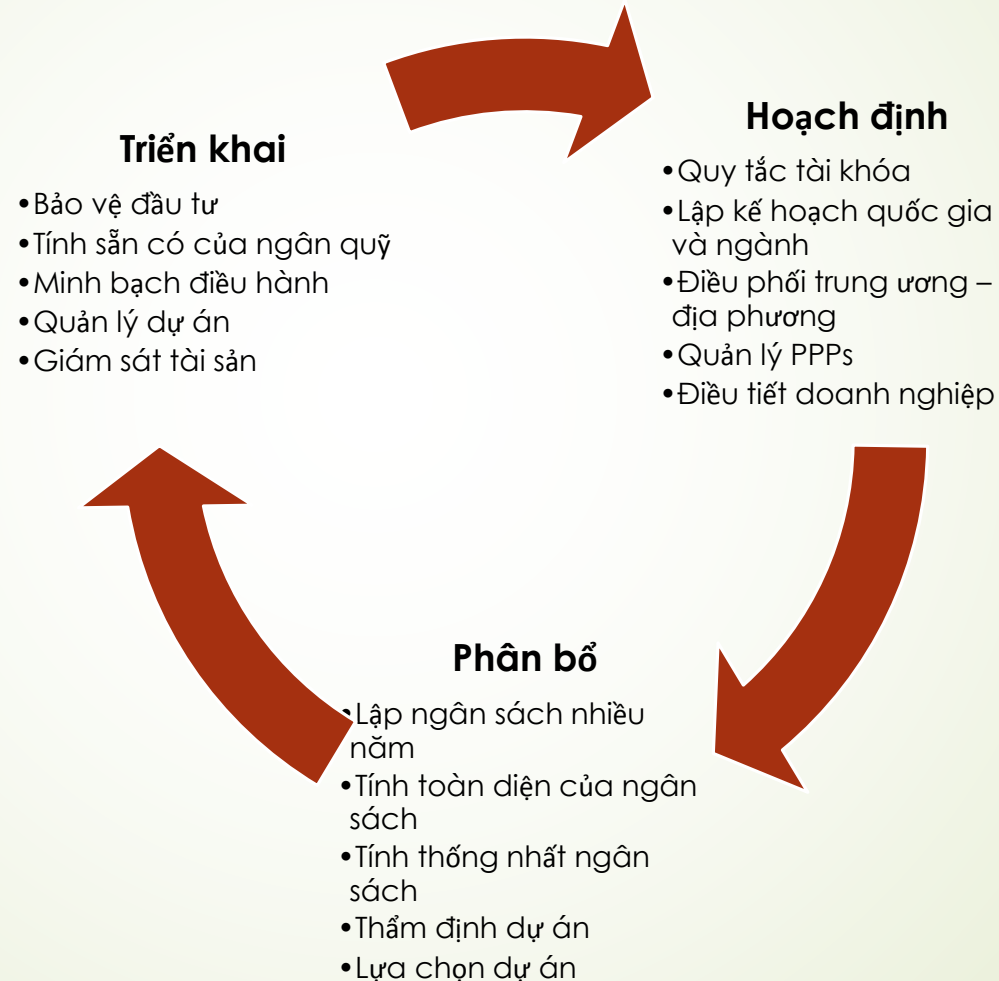 Triển khai
•Bảo vệ đầu tư
•Tính sẵn có của ngân quỹ
•Minh bạch điều hành
•Quản lý dự án
•Giám sát tài sản
Hoạch định
•Quy tắc tài khóa
•Lập kế hoạch quốc gia
và ngành
•Điều phối trung ương –
địa phương
•Quản lý PPPs
•Điều tiết doanh nghiệp
Phân bổ
•Lập ngân sách nhiều
năm
•Tính toàn diện của ngân
sách
•Tính thống nhất ngân
sách
•Thẩm định dự án
•Lựa chọn dự án